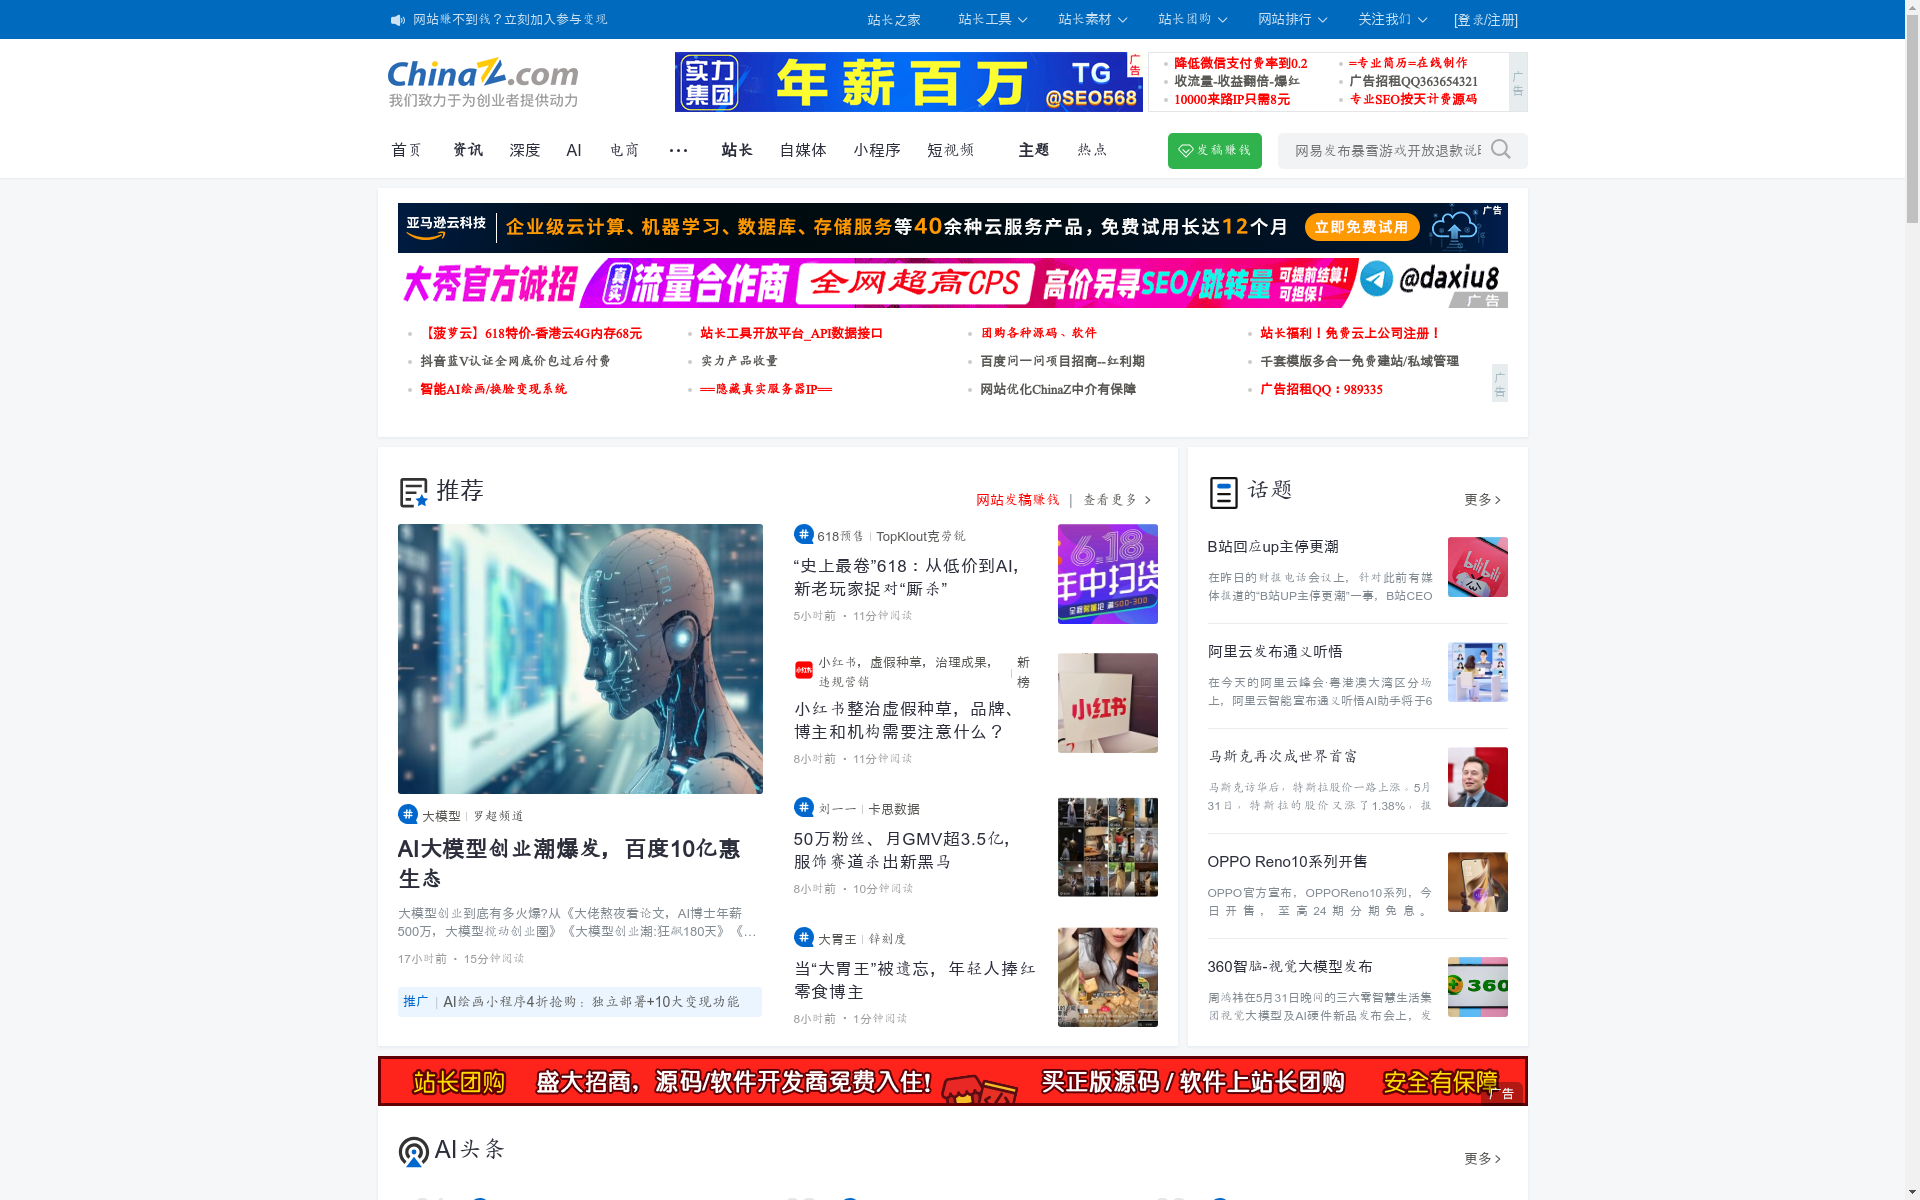 网站赚不到钱？立刻加入参与变现
站长之家
站长工具
站长素材
站长团购
网站排行
关注我们
[登录/注册]
ChinaZ.com
我们致力于为创业者提供动力
实力集团
年薪百万
TG
@SEO568
广告
降低微信支付费率到0.2
=专业简历=在线制作
收流量-收益翻倍-爆红
广告招租QQ363654321
10000来路IP只需8元
专业SEO按天计费源码
广告
首页
资讯
深度
AI
电商
···
站长
自媒体
小程序
短视频
主题
热点
发稿赚钱
网易发布暴雪游戏开放退款说
亚马逊云科技
企业级云计算、机器学习、数据库、存储服务等40余种云服务产品，免费试用长达12个月
立即免费试用
广告
大秀官方诚招
真实
流量合作商
全网超高CPS
高价另寻SEO/跳转量
可提前结算!
可担保!
@daxiu8
广告
【菠萝云】618特价-香港云4G内存68元
站长工具开放平台_API数据接口
团购各种源码、软件
站长福利！免费云上公司注册！
抖音蓝V认证全网底价包过后付费
实力产品收量
百度问一问项目招商--红利期
千套模版多合一免费建站/私域管理
智能AI绘画/换脸变现系统
==隐藏真实服务器IP==
网站优化ChinaZ中介有保障
广告招租QQ：989335
广告
推荐
网站发稿赚钱 | 查看更多 >
大模型 | 罗超频道
AI大模型创业潮爆发，百度10亿惠生态
大模型创业到底有多火爆?从《大佬熬夜看论文，AI博士年薪
500万，大模型搅动创业圈》《大模型创业潮:狂飙180天》《…
17小时前 · 15分钟阅读
推广 | AI绘画小程序4折抢购：独立部署+10大变现功能
618预售 | TopKlout克劳锐
“史上最卷”618：从低价到AI，
新老玩家捉对“厮杀”
5小时前 · 11分钟阅读
6.18
年中扫货
满500-300
小红书，虚假种草，治理成果，
违规营销
新榜
小红书整治虚假种草，品牌、
博主和机构需要注意什么？
8小时前 · 11分钟阅读
小红书
刘一一 | 卡思数据
50万粉丝、月GMV超3.5亿，
服饰赛道杀出新黑马
8小时前 · 10分钟阅读
大胃王 | 锌刻度
当“大胃王”被遗忘，年轻人捧红
零食博主
8小时前 · 1分钟阅读
话题
更多 >
B站回应up主停更潮
在昨日的财报电话会议上，针对此前有媒
体报道的“B站UP主停更潮”一事，B站CEO
bilibili
阿里云发布通义听悟
在今天的阿里云峰会·粤港澳大湾区分场
上，阿里云智能宣布通义听悟AI助手将于6
马斯克再次成世界首富
马斯克访华后，特斯拉股价一路上涨。5月
31日，特斯拉的股价又涨了1.38%，报
OPPO Reno10系列开售
OPPO官方宣布，OPPOReno10系列，今
日开售，至高24期分期免息。
360智脑-视觉大模型发布
周鸿祎在5月31日晚间的三六零智慧生活集
团视觉大模型及AI硬件新品发布会上，发
360
站长团购
盛大招商，源码/软件开发商免费入住!
买正版源码 / 软件上站长团购
安全有保障
广告
AI头条
更多 >